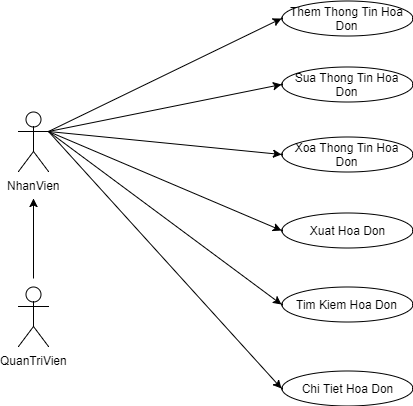 Them Thong Tin Hoa
Don
Sua Thong Tin Hoa
Don
Xoa Thong Tin Hoa
Don
NhanVien
Xuat Hoa Don
Tim Kiem Hoa Don
QuanTriVien
Chi Tiet Hoa Don